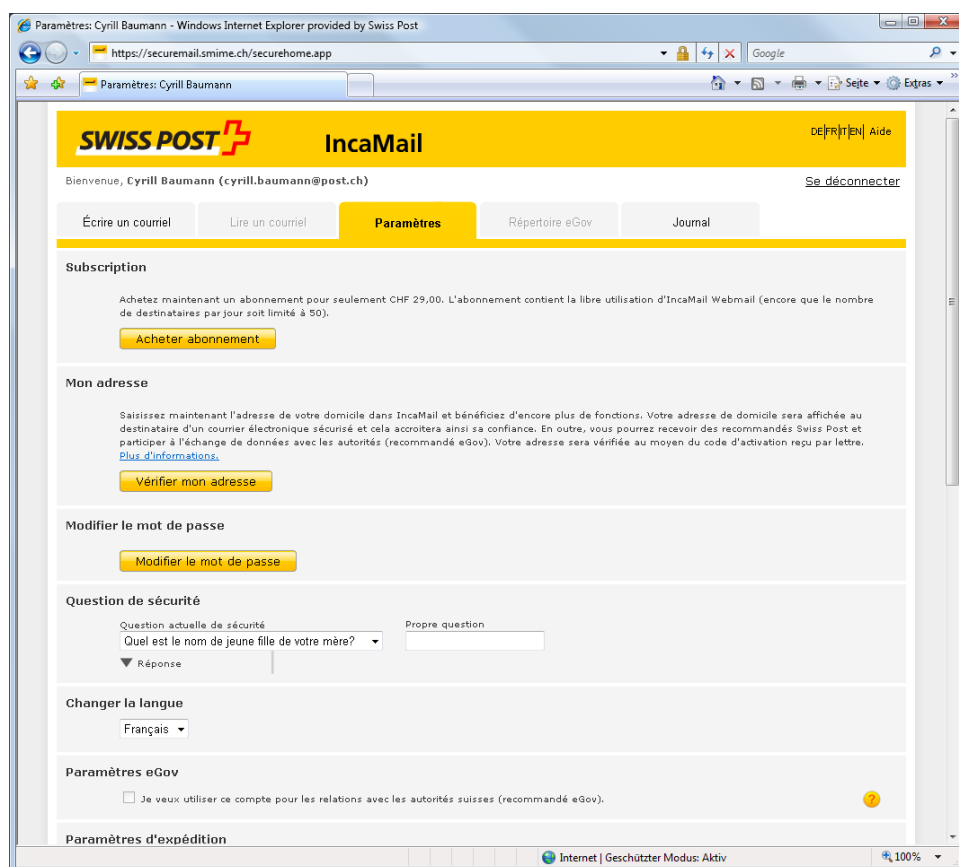 Paramètres: Cyrill Baumann - Windows Internet Explorer provided by Swiss Post
https://securemail.smime.ch/securehome.app
Google
Paramètres: Cyrill Baumann
Seite
Extras
SWISS POST
IncaMail
DE|FR|IT|EN| Aide
Bienvenue, Cyrill Baumann (cyrill.baumann@post.ch)
Se déconnecter
Écrire un courriel
Lire un courriel
Paramètres
Répertoire eGov
Journal
Subscription
Achetez maintenant un abonnement pour seulement CHF 29,00. L'abonnement contient la libre utilisation d'IncaMail Webmail (encore que le nombre
de destinataires par jour soit limité à 50).
Acheter abonnement
Mon adresse
Saisissez maintenant l'adresse de votre domicile dans IncaMail et bénéficiez d'encore plus de fonctions. Votre adresse de domicile sera affichée au
destinataire d'un courrier électronique sécurisé et cela accroitera ainsi sa confiance. En outre, vous pourrez recevoir des recommandés Swiss Post et
participer à l'échange de données avec les autorités (recommandé eGov). Votre adresse sera vérifiée au moyen du code d'activation reçu par lettre.
Plus d'informations.
Vérifier mon adresse
Modifier le mot de passe
Modifier le mot de passe
Question de sécurité
Question actuelle de sécurité
Propre question
Quel est le nom de jeune fille de votre mère?
Réponse
Changer la langue
Français
Paramètres eGov
Je veux utiliser ce compte pour les relations avec les autorités suisses (recommandé eGov).
?
Paramètres d'expédition
Internet | Geschützter Modus: Aktiv
100%